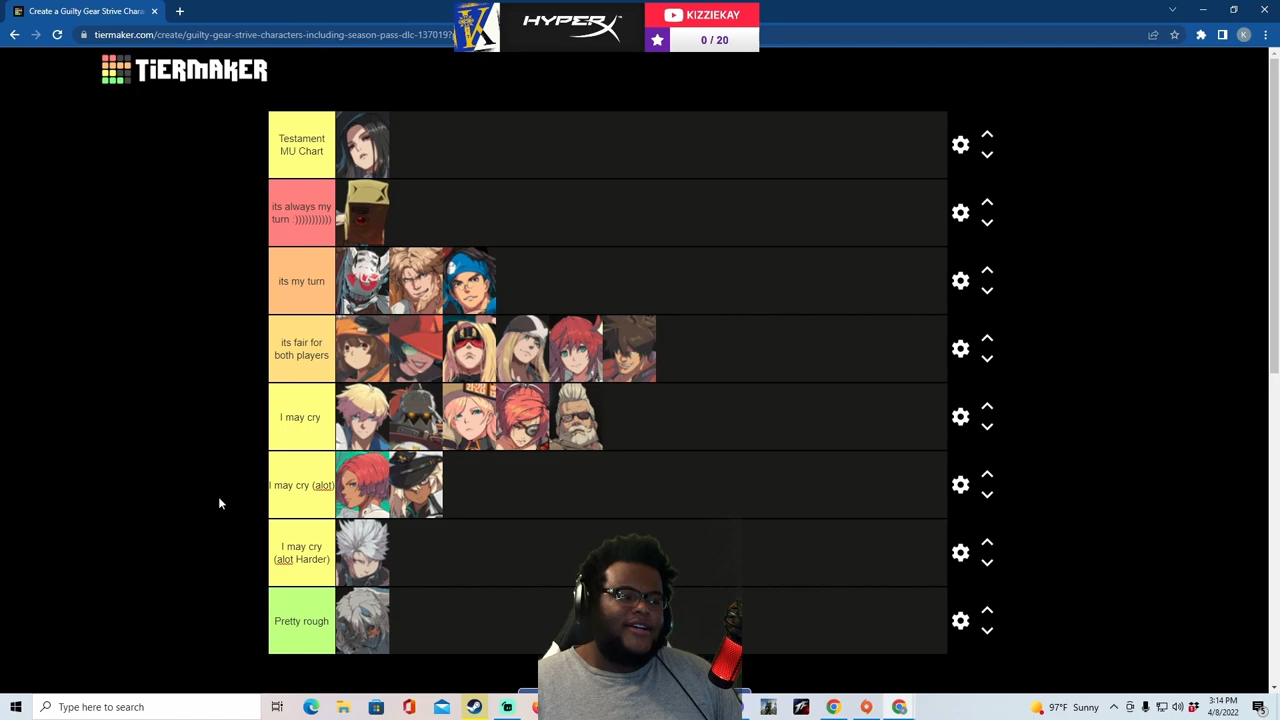 Create a Guilty Gear Strive Chara
tiermaker.com/create/guilty-gear-strive-characters-including-season-pass-dlc-137019
HYPERX
KIZZIEKAY
0 / 20
K
TiERMAKER
Testament
MU Chart
its always my
turn :)))))))))))
its my turn
its fair for
both players
I may cry
I may cry (alot)
I may cry
(alot Harder)
Pretty rough
Type here to search
97°F Sunny
3:14 PM
4/8/2022